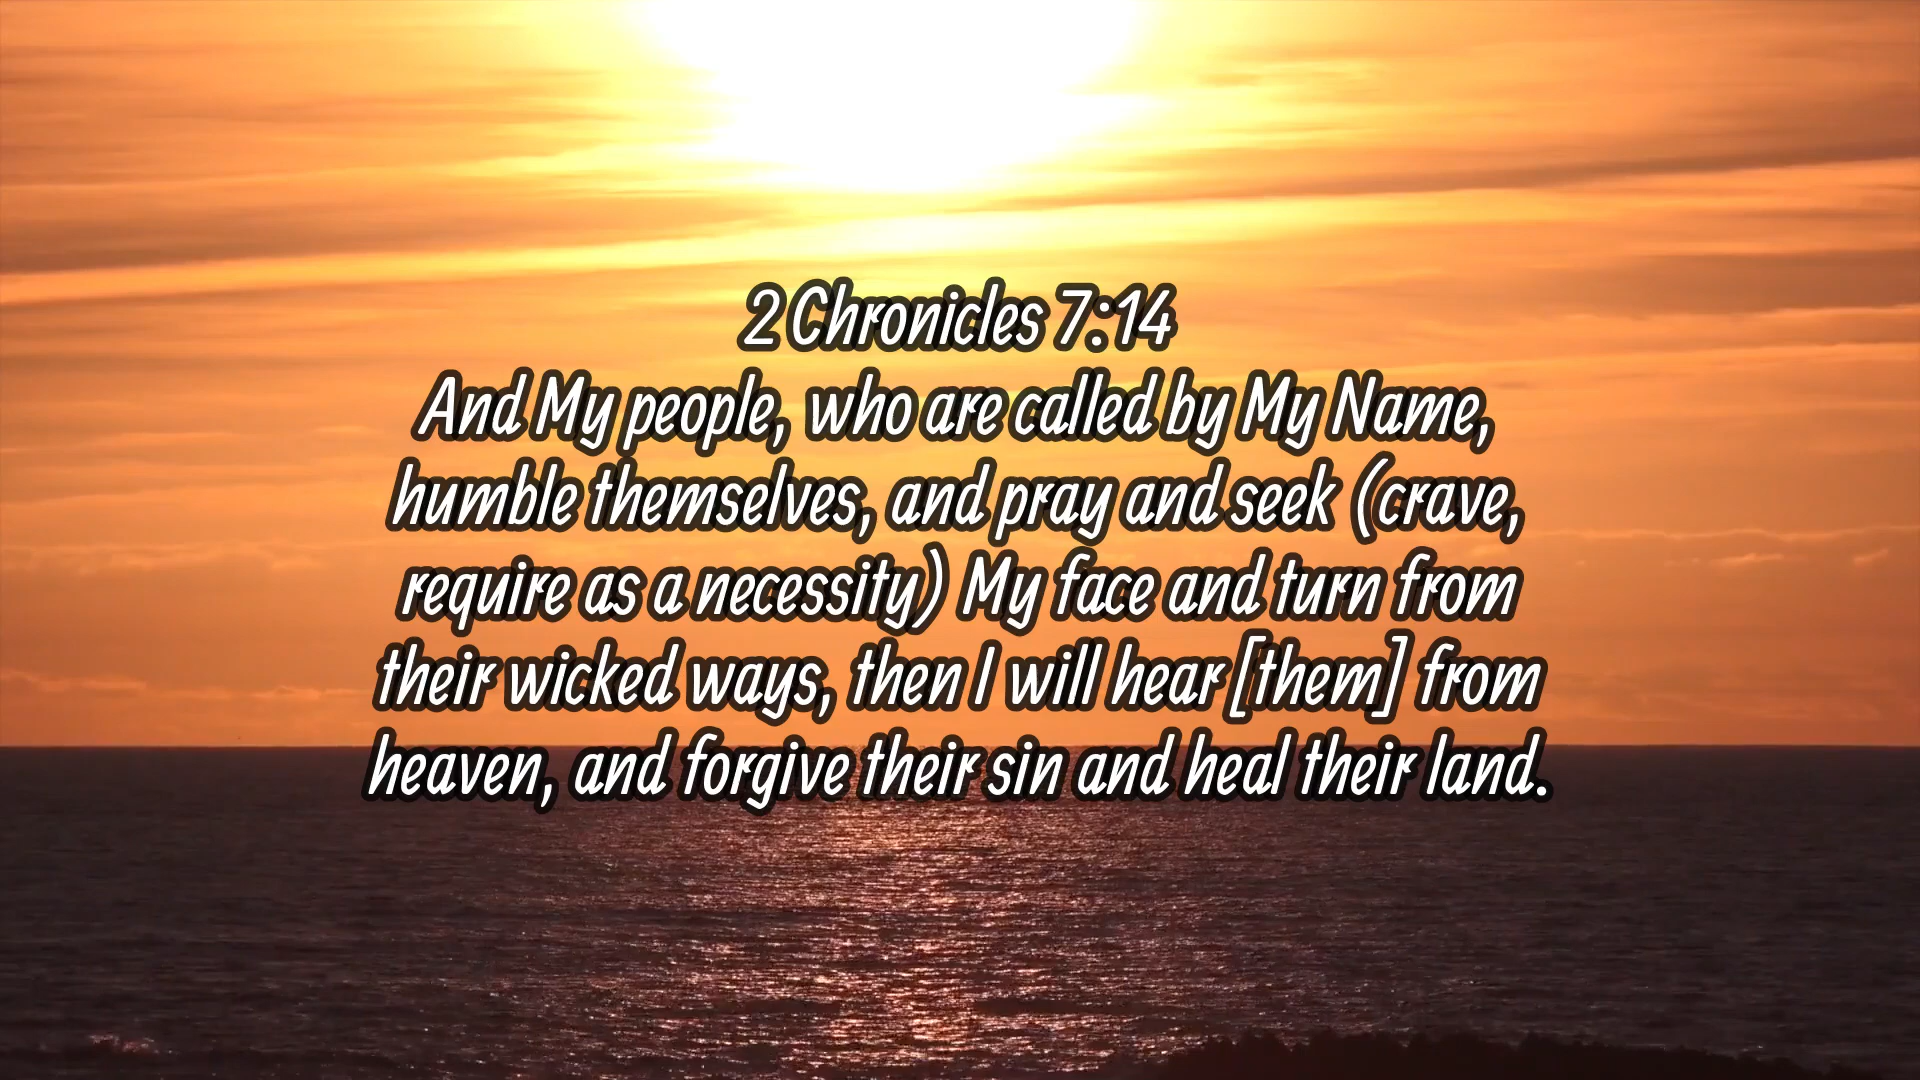 2 Chronicles 7:14
And My people, who are called by My Name,
humble themselves, and pray and seek (crave,
require as a necessity) My face and turn from
their wicked ways, then I will hear [them] from
heaven, and forgive their sin and heal their land.